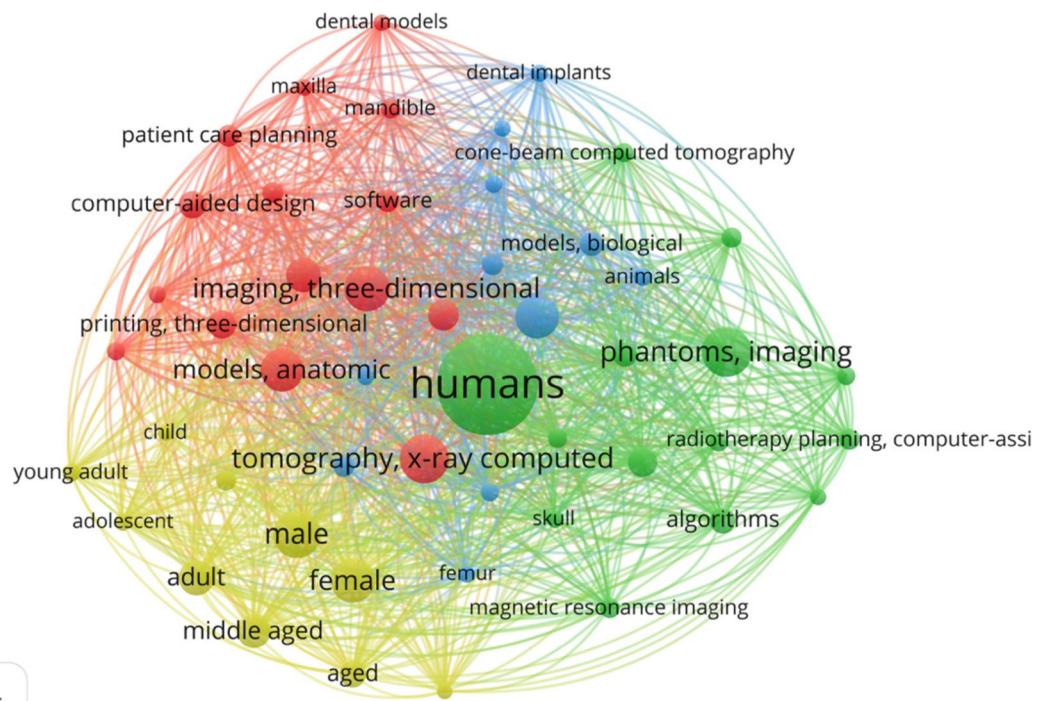 dental models
dental implants
maxilla
mandible
patient care planning
cone-beam computed tomography
computer-aided design
software
models, biological
animals
imaging, three-dimensional
printing, three-dimensional
phantoms, imaging
models, anatomic
humans
child
radiotherapy planning, computer-assi
tomography, x-ray computed
young adult
adolescent
skull
algorithms
male
adult
female
femur
magnetic resonance imaging
middle aged
aged